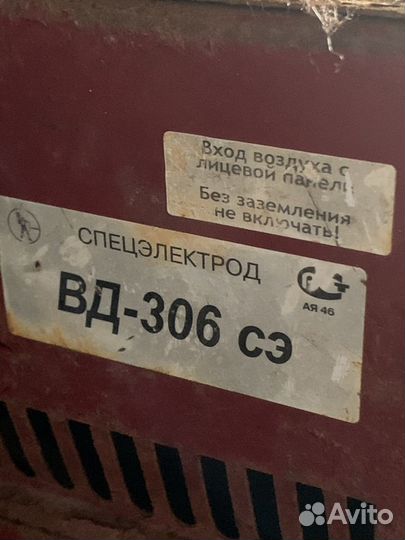 Вход воздуха с
лицевой панели
Без заземления
не включать!
СПЕЦЭЛЕКТРОД
ВД-306 сэ
АЯ 46
Avito